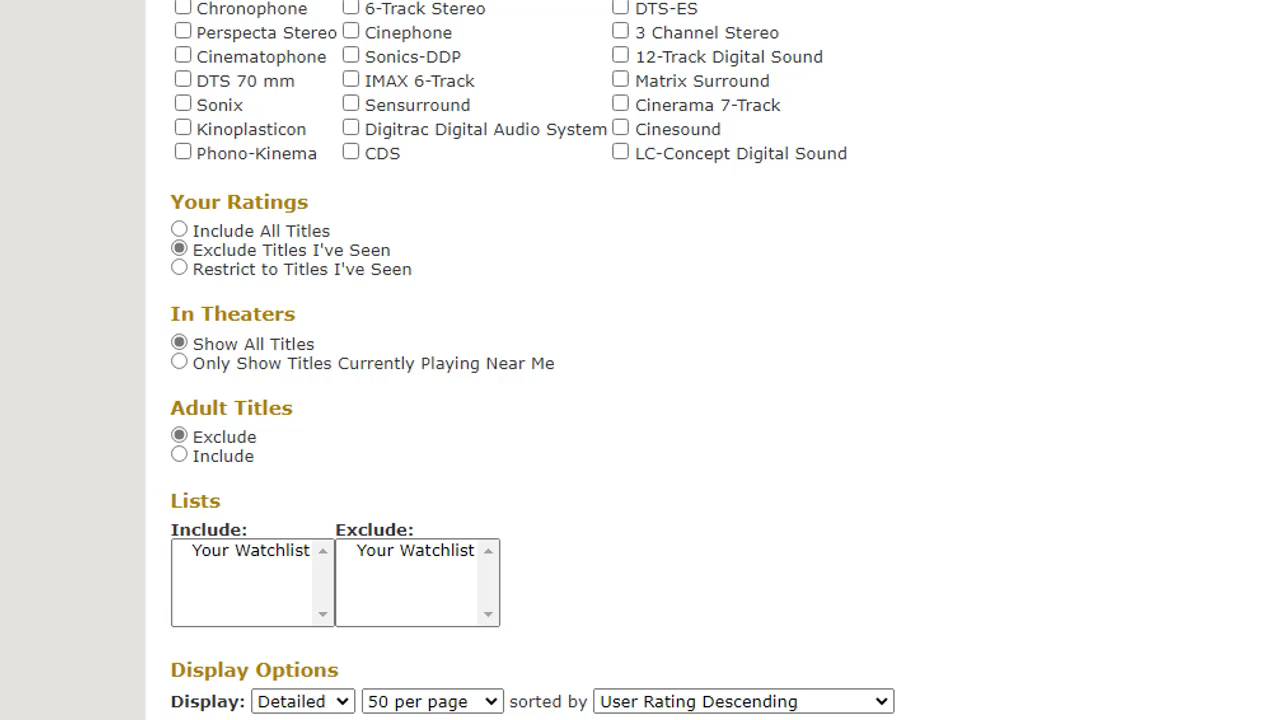 Chronophone 6-Track Stereo DTS-ES
Perspecta Stereo Cinephone 3 Channel Stereo
Cinematophone Sonics-DDP 12-Track Digital Sound
DTS 70 mm IMAX 6-Track Matrix Surround
Sonix Sensurround Cinerama 7-Track
Kinoplasticon Digitrac Digital Audio System Cinesound
Phono-Kinema CDS LC-Concept Digital Sound
Your Ratings
Include All Titles
Exclude Titles I've Seen
Restrict to Titles I've Seen
In Theaters
Show All Titles
Only Show Titles Currently Playing Near Me
Adult Titles
Exclude
Include
Lists
Include: Exclude:
Your Watchlist Your Watchlist
Display Options
Display: Detailed 50 per page sorted by User Rating Descending